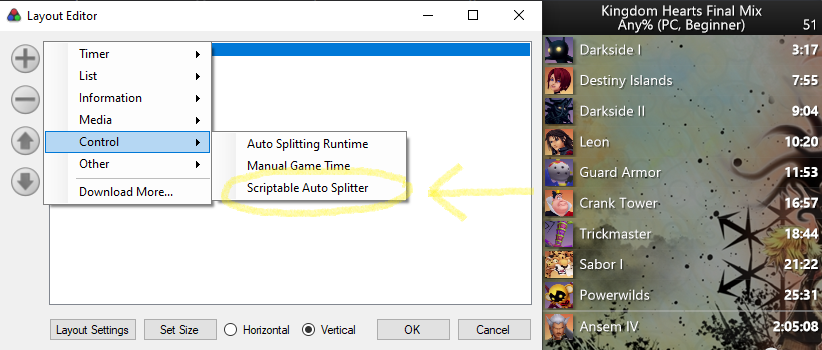 Layout Editor
Timer
List
Information
Media
Control
Other
Download More...
Auto Splitting Runtime
Manual Game Time
Scriptable Auto Splitter
Layout Settings
Set Size
Horizontal
Vertical
OK
Cancel
Kingdom Hearts Final Mix
Any% (PC, Beginner) 51
Darkside I 3:17
Destiny Islands 7:55
Darkside II 9:04
Leon 10:20
Guard Armor 11:53
Crank Tower 16:57
Trickmaster 18:44
Sabor I 21:22
Powerwilds 25:31
Ansem IV 2:05:08